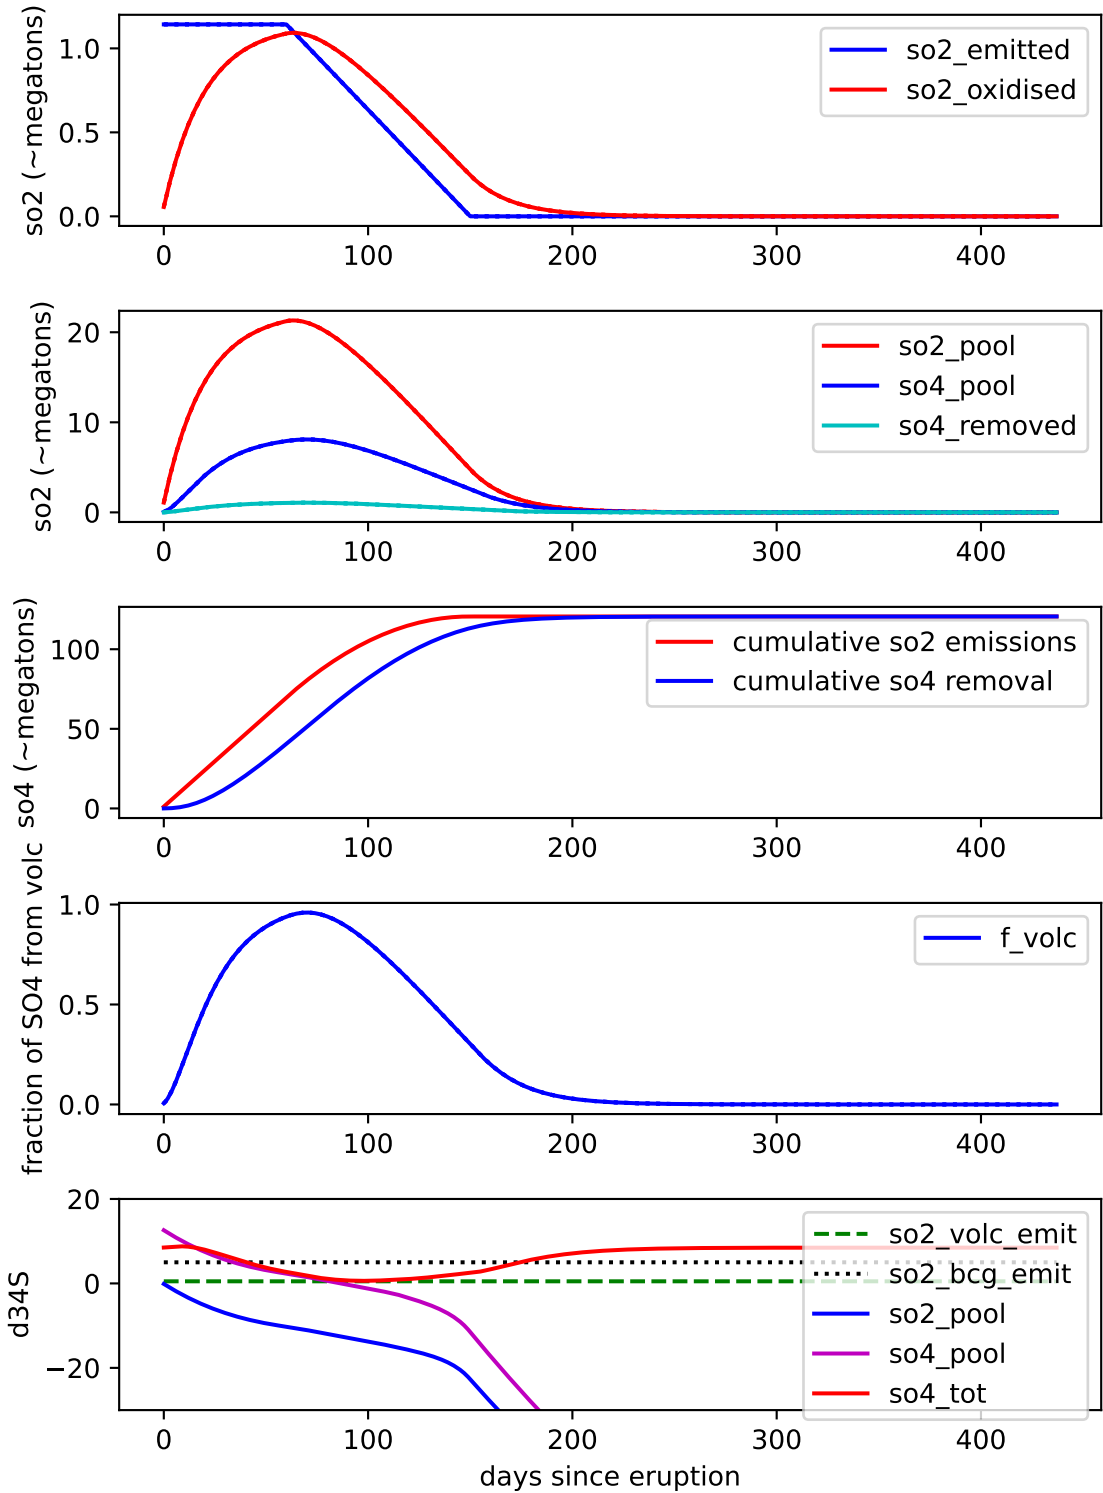 so2 (~megatons)
1.0
0.5
0.0
so2_emitted
so2_oxidised
0 100 200 300 400
so2 (~megatons)
20
10
0
so2_pool
so4_pool
so4_removed
0 100 200 300 400
so4 (~megatons)
100
50
0
cumulative so2 emissions
cumulative so4 removal
0 100 200 300 400
fraction of SO4 from volc
1.0
0.5
0.0
f_volc
0 100 200 300 400
d34S
20
0
−20
so2_volc_emit
so2_bcg_emit
so2_pool
so4_pool
so4_tot
0 100 200 300 400
days since eruption